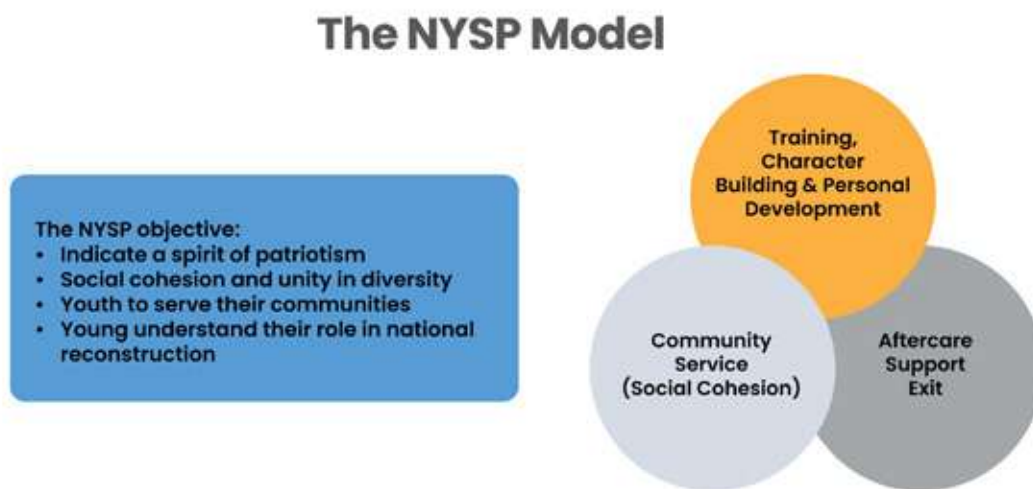 The NYSP Model
The NYSP objective:
• Indicate a spirit of patriotism
• Social cohesion and unity in diversity
• Youth to serve their communities
• Young understand their role in national
reconstruction
Training,
Character
Building & Personal
Development
Community
Service
(Social Cohesion)
Aftercare
Support
Exit